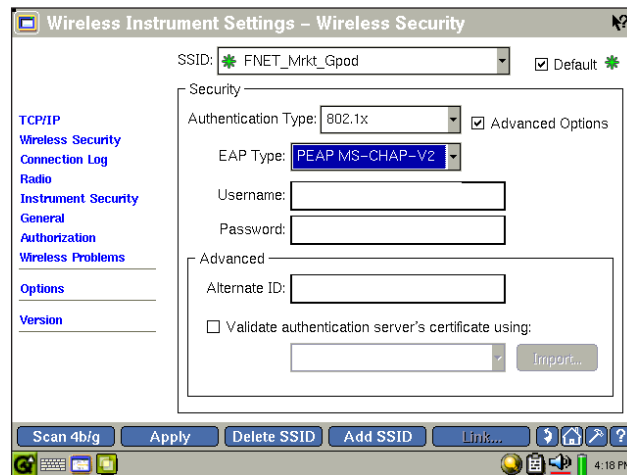 Wireless Instrument Settings – Wireless Security
SSID: FNET_Mrkt_Gpod
Default
Security
TCP/IP
Wireless Security
Connection Log
Radio
Instrument Security
General
Authorization
Wireless Problems
Options
Version
Authentication Type: 802.1x
Advanced Options
EAP Type: PEAP MS-CHAP-V2
Username:
Password:
Advanced
Alternate ID:
Validate authentication server's certificate using:
Import...
Scan 4b/g
Apply
Delete SSID
Add SSID
Link...
?
4:18 PM